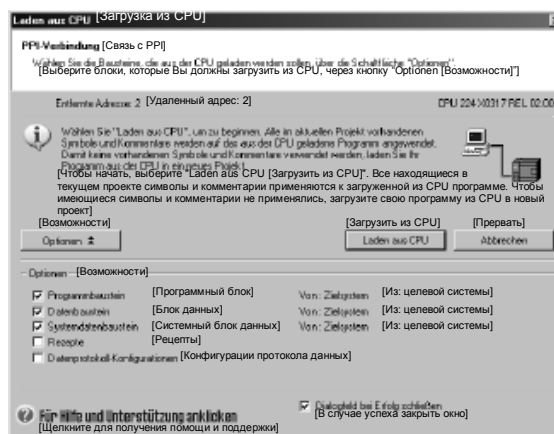 Laden aus CPU [Загрузка из CPU]
PPI-Verbindung [Связь с PPI]
Wählen Sie die Bausteine, die aus der CPU geladen werden sollen, über die Schaltfläche "Optionen".
[Выберите блоки, которые Вы должны загрузить из CPU, через кнопку "Optionen [Возможности]"]
Entfernte Adresse: 2 [Удаленный адрес: 2]
CPU 224 REL 02.00
Wählen Sie "Laden aus CPU", um zu beginnen. Alle im aktuellen Projekt vorhandenen
Symbole und Kommentare werden auf das aus der CPU geladene Programm angewendet.
Damit keine vorhandenen Symbole und Kommentare verwendet werden, laden Sie Ihr
Programm aus der CPU in ein neues Projekt.
[Чтобы начать, выберите "Laden aus CPU [Загрузить из CPU]". Все находящиеся в
текущем проекте символы и комментарии применяются к загруженной из CPU программе. Чтобы
имеющиеся символы и комментарии не применялись, загрузите свою программу из CPU в новый
проект]
[Возможности] [Загрузить из CPU] [Прервать]
Optionen Laden aus CPU Abbrechen
Optionen [Возможности]
Programmbaustein [Программный блок] Von: Zielsystem [Из: целевой системы]
Datenbaustein [Блок данных] Von: Zielsystem [Из: целевой системы]
Systemdatenbaustein [Системный блок данных] Von: Zielsystem [Из: целевой системы]
Rezepte [Рецепты]
Datenprotokoll-Konfigurationen [Конфигурации протокола данных]
Für Hilfe und Unterstützung anklicken
[Щелкните для получения помощи и поддержки]
Dialogfeld bei Erfolg schließen
[В случае успеха закрыть окно]